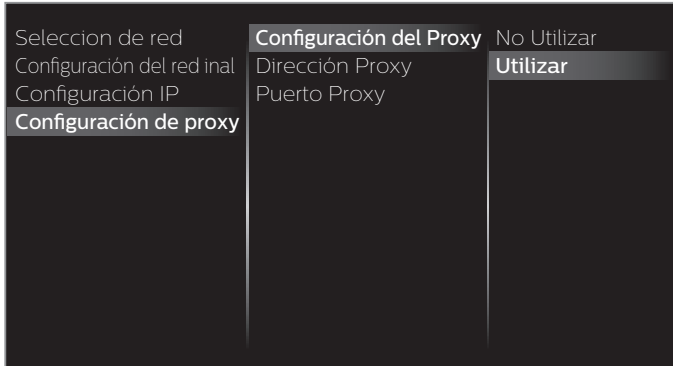 Seleccion de red
Configuración del red inal
Configuración IP
Configuración de proxy
Configuración del Proxy
Dirección Proxy
Puerto Proxy
No Utilizar
Utilizar